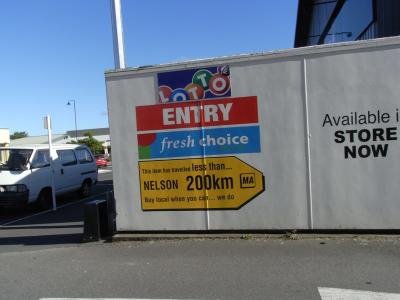 LOTTO
ENTRY
fresh choice
This item has travelled less than...
NELSON 200km MA
Buy local when you can... we do
Available i
STORE
NOW